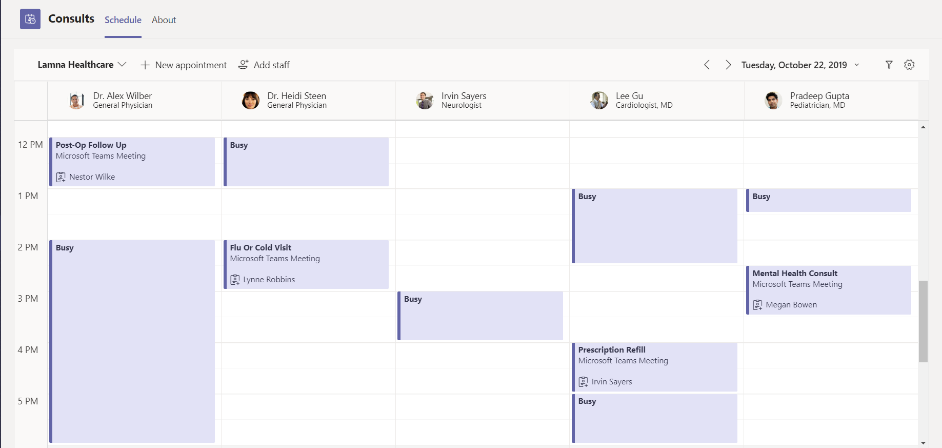 Consults Schedule About
Lamna Healthcare New appointment Add staff Tuesday, October 22, 2019
Dr. Alex Wilber
General Physician
Dr. Heidi Steen
General Physician
Irvin Sayers
Neurologist
Lee Gu
Cardiologist, MD
Pradeep Gupta
Pediatrician, MD
12 PM
Post-Op Follow Up
Microsoft Teams Meeting
Nestor Wilke
Busy
1 PM
Busy
Busy
2 PM
Busy
Flu Or Cold Visit
Microsoft Teams Meeting
Lynne Robbins
Mental Health Consult
Microsoft Teams Meeting
Megan Bowen
3 PM
Busy
4 PM
Prescription Refill
Microsoft Teams Meeting
Irvin Sayers
5 PM
Busy